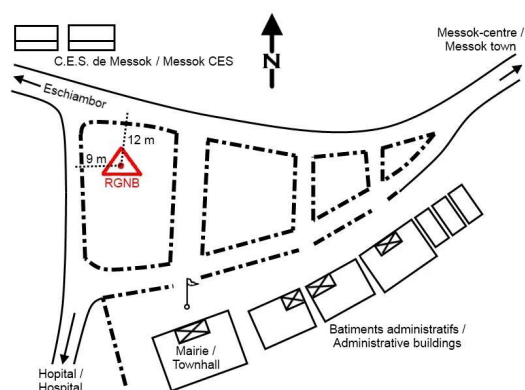 Messok-centre /
Messok town
C.E.S. de Messok / Messok CES
N
Eschiambor
12 m
9 m
RGNB
Batiments administratifs /
Administrative buildings
Mairie /
Townhall
Hopital /
Hospital